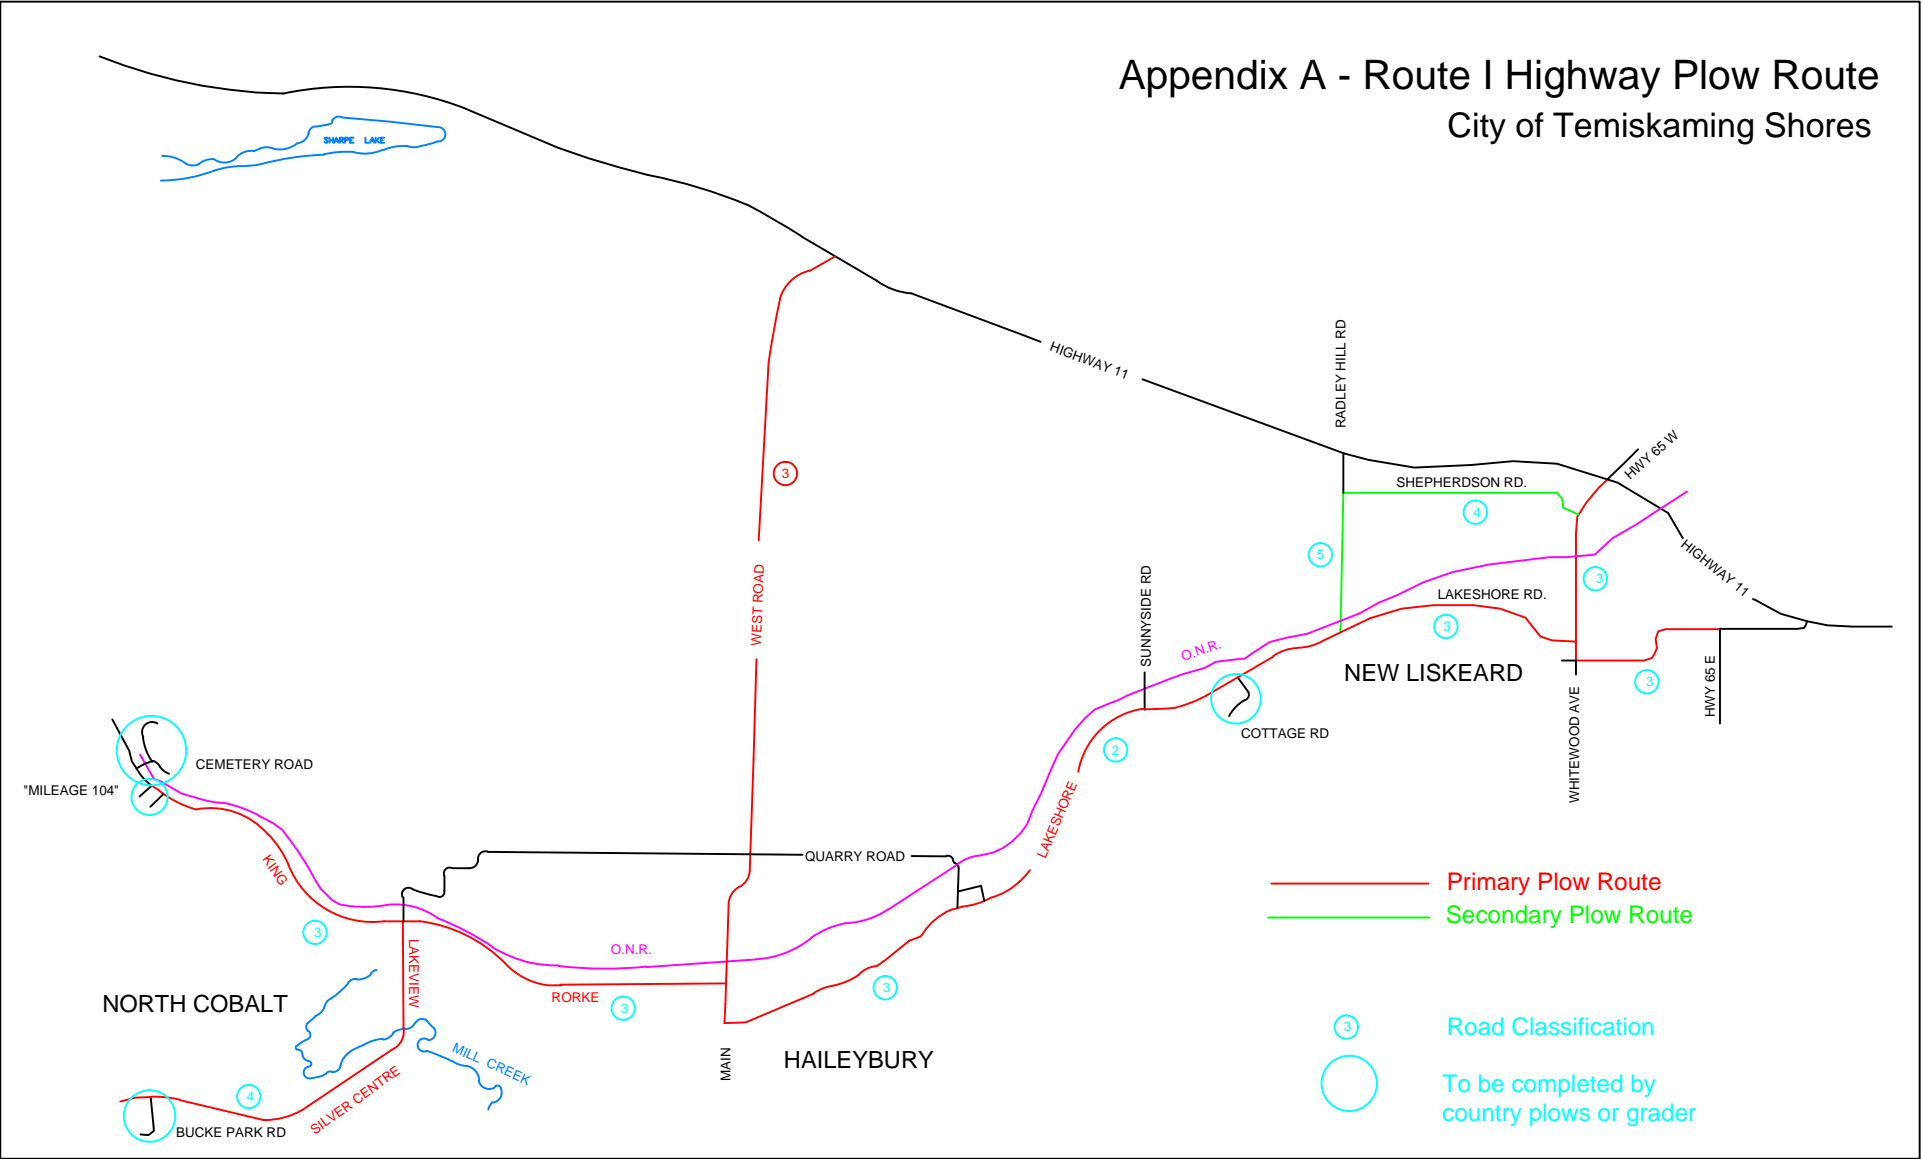 Appendix A - Route I Highway Plow Route
City of Temiskaming Shores
SHARPE LAKE
HIGHWAY 11
RADLEY HILL RD
HWY 65 W
SHEPHERDSON RD.
3
4
5
HIGHWAY 11
3
WEST ROAD
SUNNYSIDE RD
LAKESHORE RD.
3
O.N.R.
NEW LISKEARD
3
HWY 65 E
WHITEWOOD AVE
COTTAGE RD
2
CEMETERY ROAD
"MILEAGE 104"
LAKESHORE
KING
QUARRY ROAD
3
LAKEVIEW
O.N.R.
RORKE
3
3
NORTH COBALT
MAIN
HAILEYBURY
MILL CREEK
SILVER CENTRE
4
BUCKE PARK RD
Primary Plow Route
Secondary Plow Route
3
Road Classification
To be completed by
country plows or grader